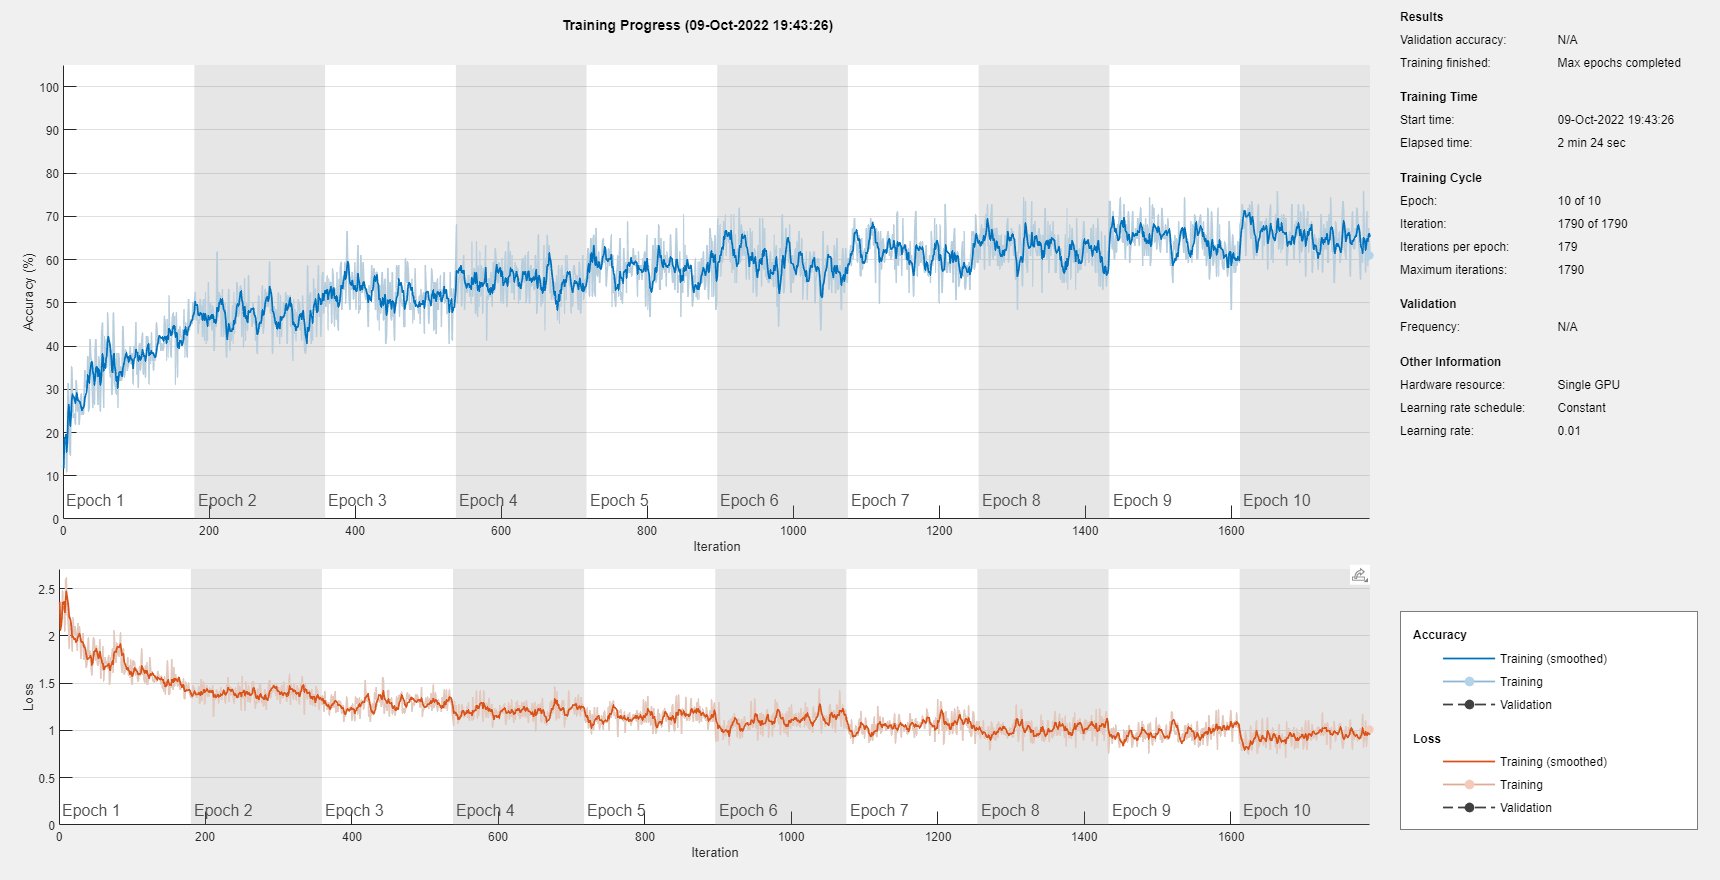 Training Progress (09-Oct-2022 19:43:26)
100
90
80
70
60
50
40
30
20
10
0
Accuracy (%)
Epoch 1 Epoch 2 Epoch 3 Epoch 4 Epoch 5 Epoch 6 Epoch 7 Epoch 8 Epoch 9 Epoch 10
0 200 400 600 800 1000 1200 1400 1600
Iteration
2.5
2
1.5
1
0.5
0
Loss
Epoch 1 Epoch 2 Epoch 3 Epoch 4 Epoch 5 Epoch 6 Epoch 7 Epoch 8 Epoch 9 Epoch 10
0 200 400 600 800 1000 1200 1400 1600
Iteration
Results
Validation accuracy: N/A
Training finished: Max epochs completed
Training Time
Start time: 09-Oct-2022 19:43:26
Elapsed time: 2 min 24 sec
Training Cycle
Epoch: 10 of 10
Iteration: 1790 of 1790
Iterations per epoch: 179
Maximum iterations: 1790
Validation
Frequency: N/A
Other Information
Hardware resource: Single GPU
Learning rate schedule: Constant
Learning rate: 0.01
Accuracy
Training (smoothed)
Training
Validation
Loss
Training (smoothed)
Training
Validation